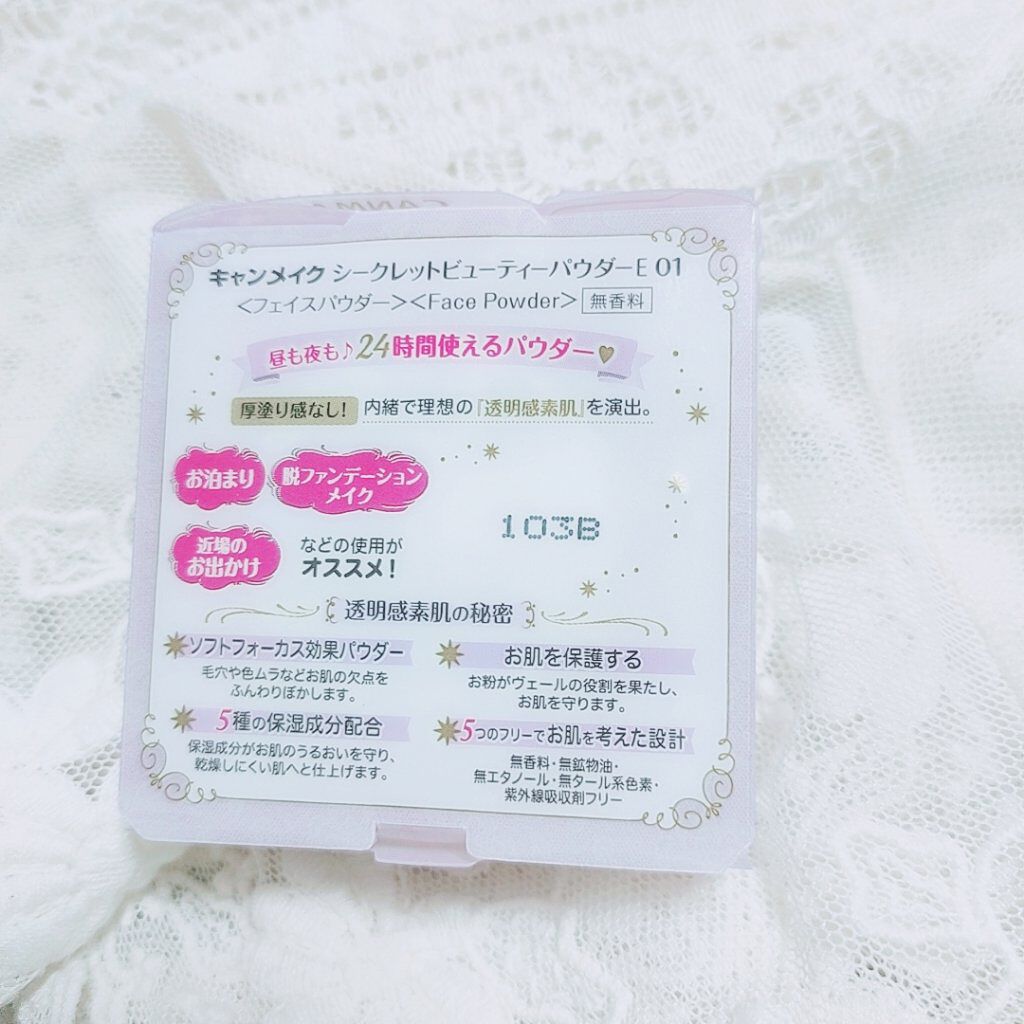 CANM
キャンメイク シークレットビューティーパウダーE 01
<フェイスパウダー><Face Powder> 無香料
昼も夜も♪24時間使えるパウダー♥
厚塗り感なし! 内緒で理想の『透明感素肌』を演出。
お泊まり
脱ファンデーション
メイク
近場の
お出かけ
などの使用が
オススメ!
103B
透明感素肌の秘密
ソフトフォーカス効果パウダー
毛穴や色ムラなどお肌の欠点を
ふんわりぼかします。
お肌を保護する
お粉がヴェールの役割を果たし、
お肌を守ります。
5種の保湿成分配合
保湿成分がお肌のうるおいを守り、
乾燥しにくい肌へと仕上げます。
5つのフリーでお肌を考えた設計
無香料・無鉱物油・
無エタノール・無タール系色素・
紫外線吸収剤フリー